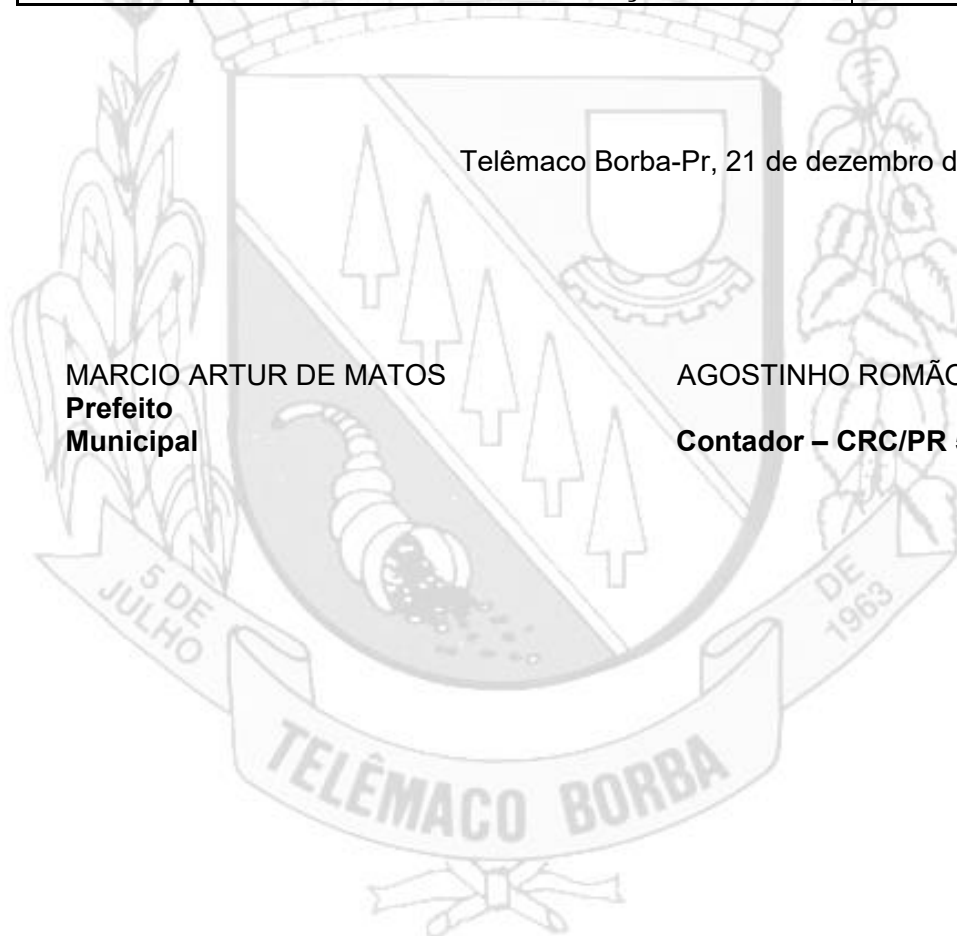 Telêmaco Borba-Pr, 21 de dezembro d
MARCIO ARTUR DE MATOS
Prefeito
Municipal
AGOSTINHO ROMÃO
Contador – CRC/PR
5 DE
JULHO
DE
1963
TELÊMACO BORBA